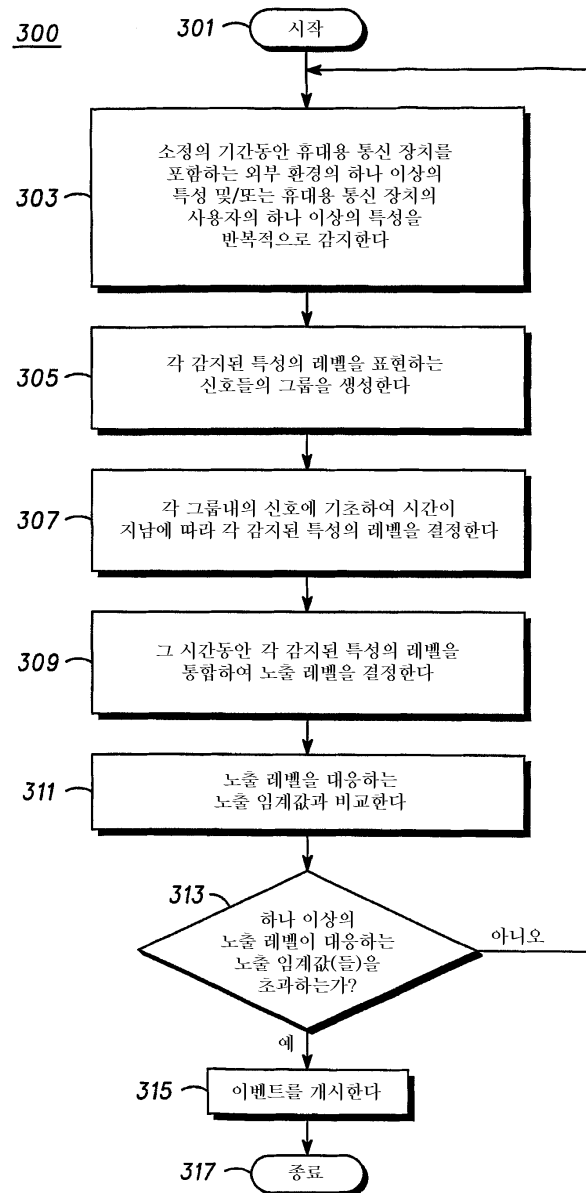 300
301
시작
303
소정의 기간동안 휴대용 통신 장치를
포함하는 외부 환경의 하나 이상의
특성 및/또는 휴대용 통신 장치의
사용자의 하나 이상의 특성을
반복적으로 감지한다
305
각 감지된 특성의 레벨을 표현하는
신호들의 그룹을 생성한다
307
각 그룹내의 신호에 기초하여 시간이
지남에 따라 각 감지된 특성의 레벨을 결정한다
309
그 시간동안 각 감지된 특성의 레벨을
통합하여 노출 레벨을 결정한다
311
노출 레벨을 대응하는
노출 임계값과 비교한다
313
하나 이상의
노출 레벨이 대응하는
노출 임계값(들)을
초과하는가?
아니오
예
315
이벤트를 개시한다
317
종료